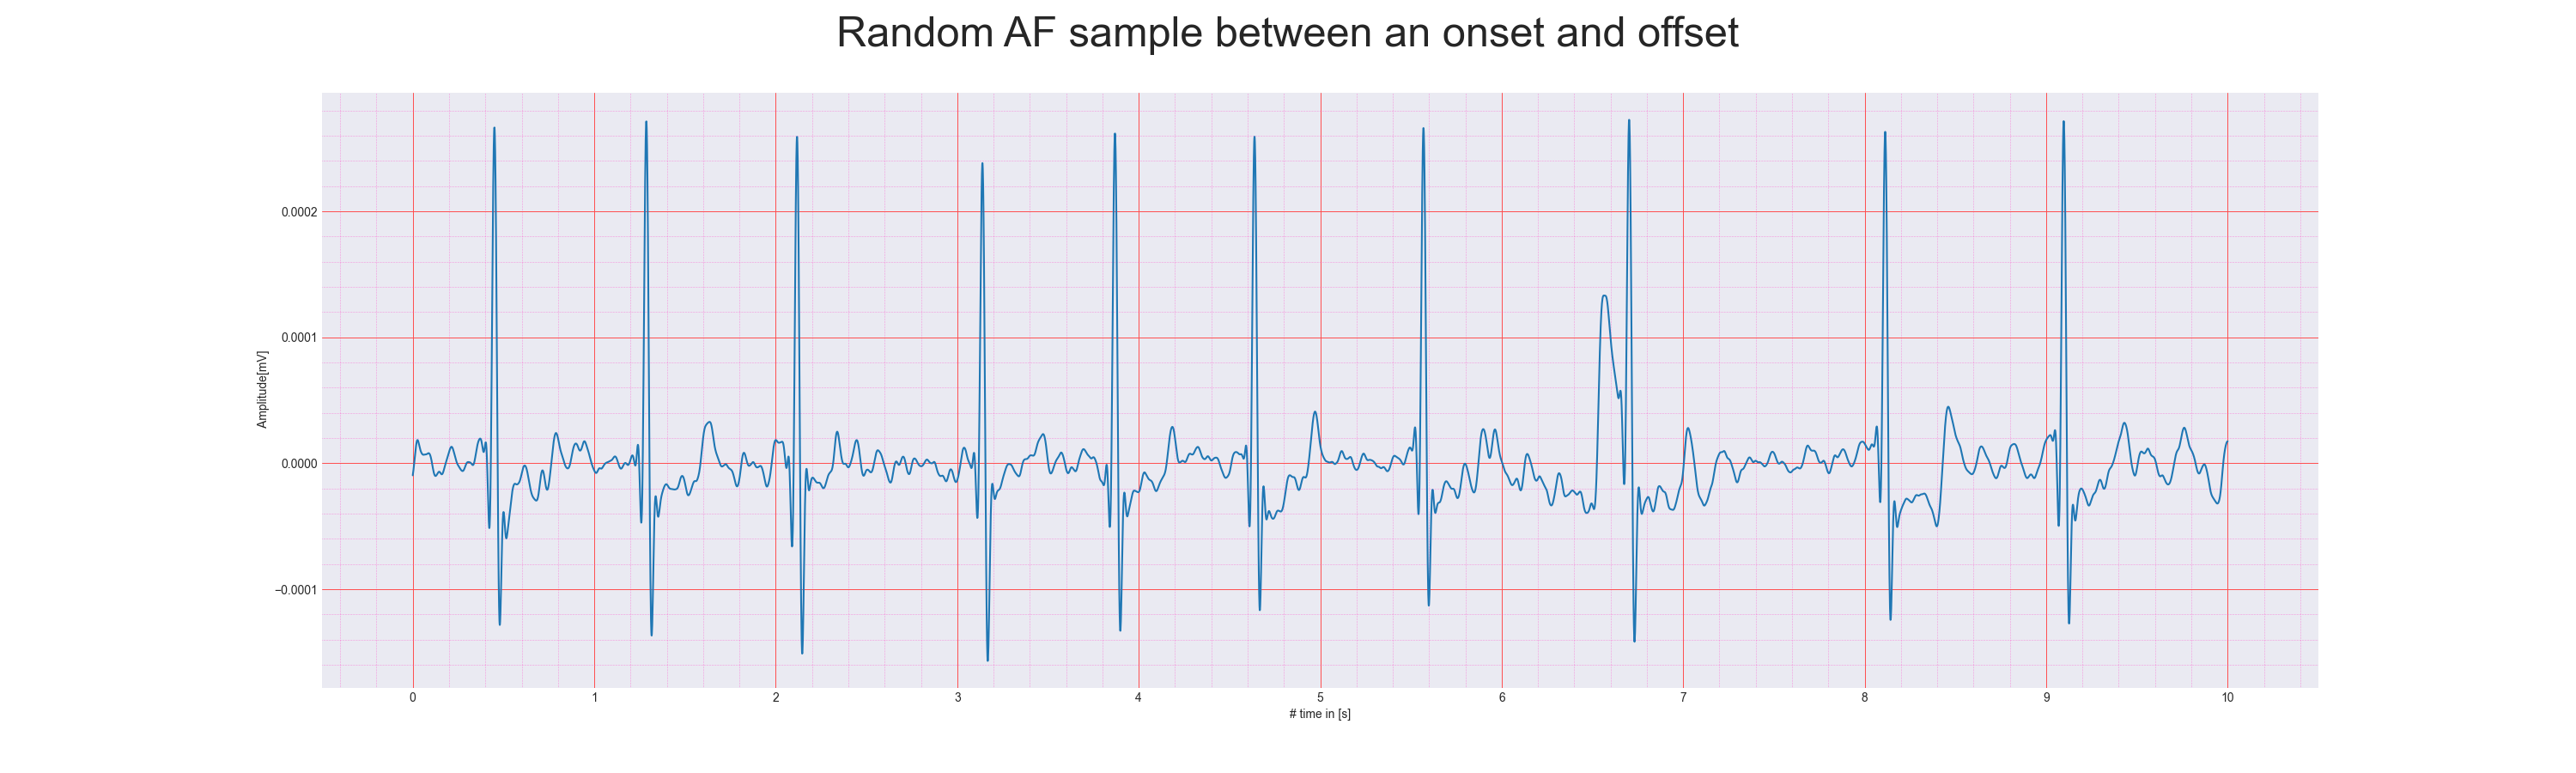 Random AF sample between an onset and offset
Amplitude[mV]
0.0002
0.0001
0.0000
−0.0001
0 1 2 3 4 5 6 7 8 9 10
# time in [s]